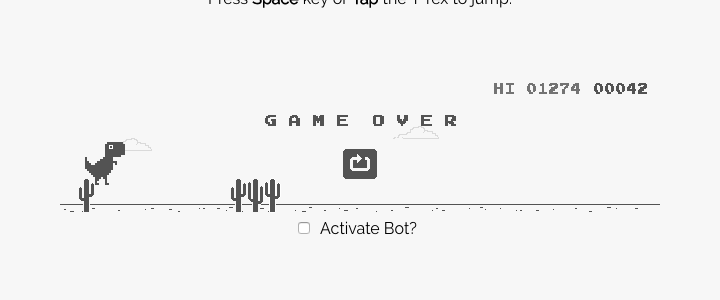 Press Space key or Tap the T-rex to jump.
HI 01274 00042
GAME OVER
Activate Bot?